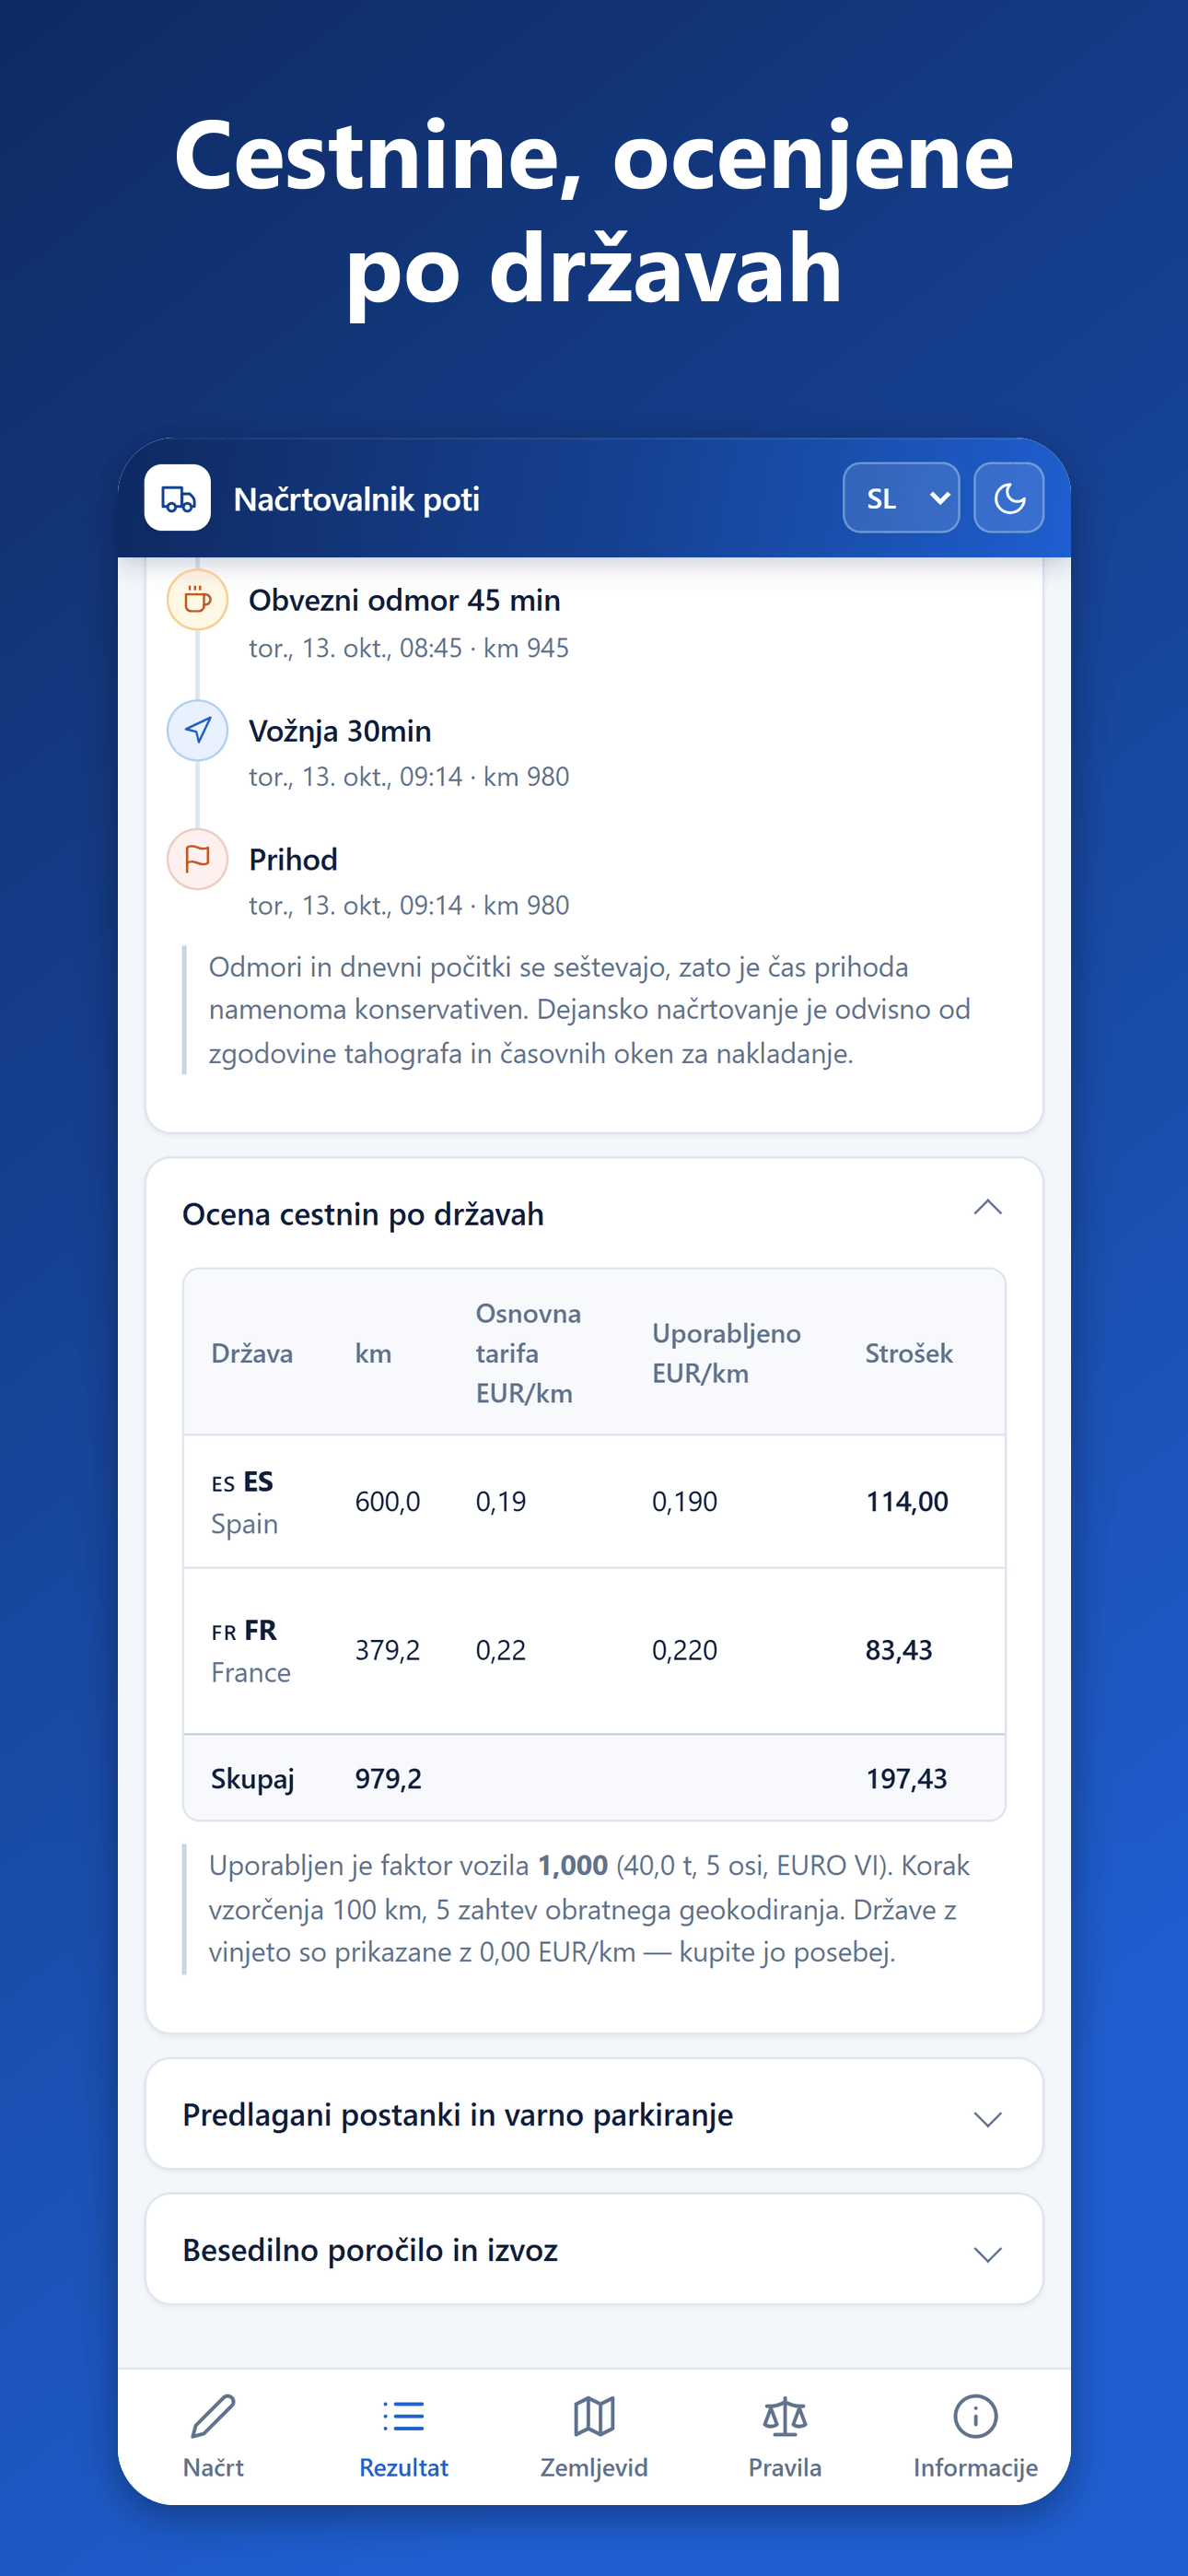 Cestnine, ocenjene
po državah
Načrtovalnik poti
SL
Obvezni odmor 45 min
tor., 13. okt., 08:45 · km 945
Vožnja 30min
tor., 13. okt., 09:14 · km 980
Prihod
tor., 13. okt., 09:14 · km 980
Odmori in dnevni počitki se seštevajo, zato je čas prihoda
namenoma konservativen. Dejansko načrtovanje je odvisno od
zgodovine tahografa in časovnih oken za nakladanje.
Ocena cestnin po državah
Država km Osnovna tarifa EUR/km Uporabljeno EUR/km Strošek
ES ES Spain 600,0 0,19 0,190 114,00
FR FR France 379,2 0,22 0,220 83,43
Skupaj 979,2 197,43
Uporabljen je faktor vozila 1,000 (40,0 t, 5 osi, EURO VI). Korak
vzorčenja 100 km, 5 zahtev obratnega geokodiranja. Države z
vinjeto so prikazane z 0,00 EUR/km — kupite jo posebej.
Predlagani postanki in varno parkiranje
Besedilno poročilo in izvoz
Načrt Rezultat Zemljevid Pravila Informacije